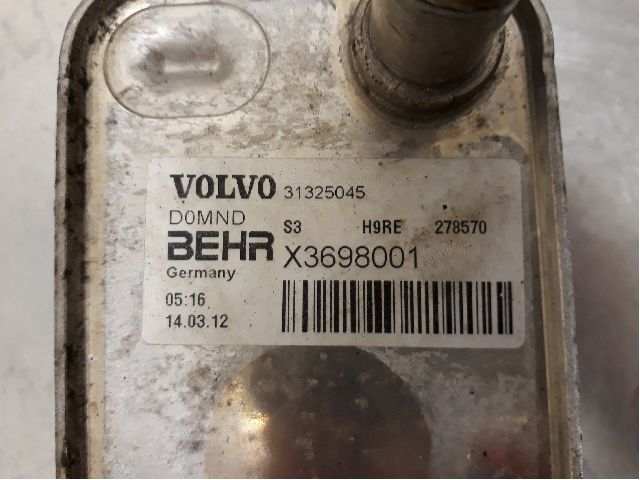 VOLVO 31325045
D0MND S3 H9RE 278570
BEHR X3698001
Germany
05:16
14.03.12